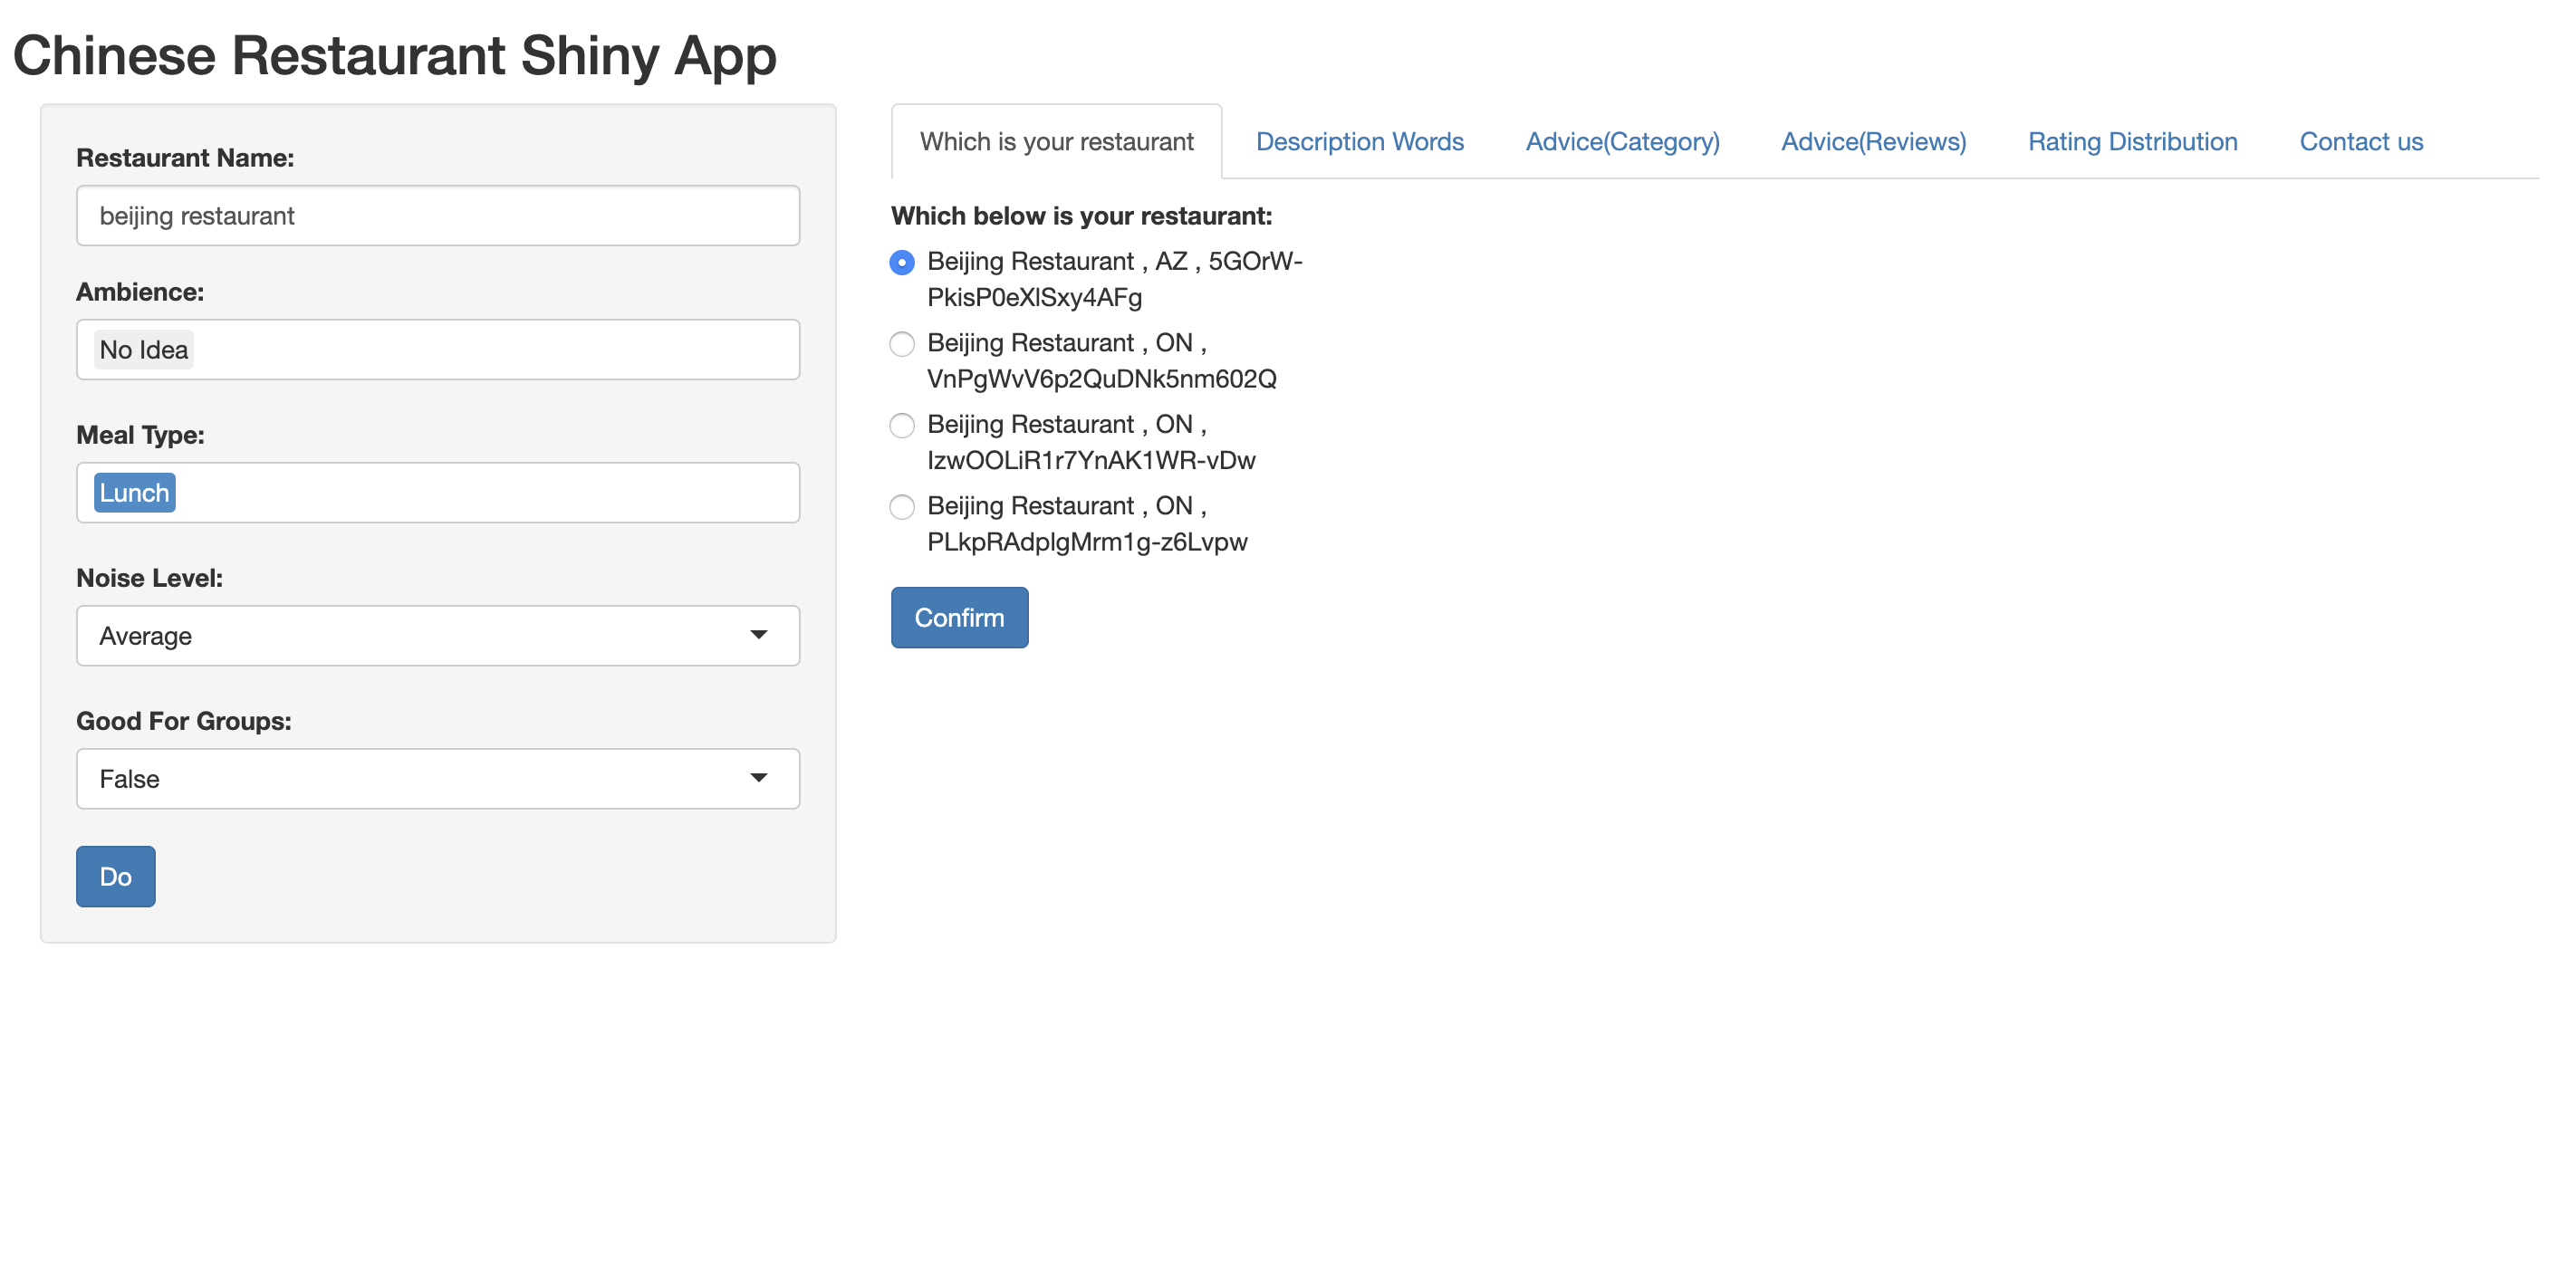 Chinese Restaurant Shiny App
Restaurant Name:
beijing restaurant
Ambience:
No Idea
Meal Type:
Lunch
Noise Level:
Average
Good For Groups:
False
Do
Which is your restaurant
Description Words
Advice(Category)
Advice(Reviews)
Rating Distribution
Contact us
Which below is your restaurant:
Beijing Restaurant , AZ , 5GOrW-
PkisP0eXlSxy4AFg
Beijing Restaurant , ON ,
VnPgWvV6p2QuDNk5nm602Q
Beijing Restaurant , ON ,
IzwOOLiR1r7YnAK1WR-vDw
Beijing Restaurant , ON ,
PLkpRAdplgMrm1g-z6Lvpw
Confirm